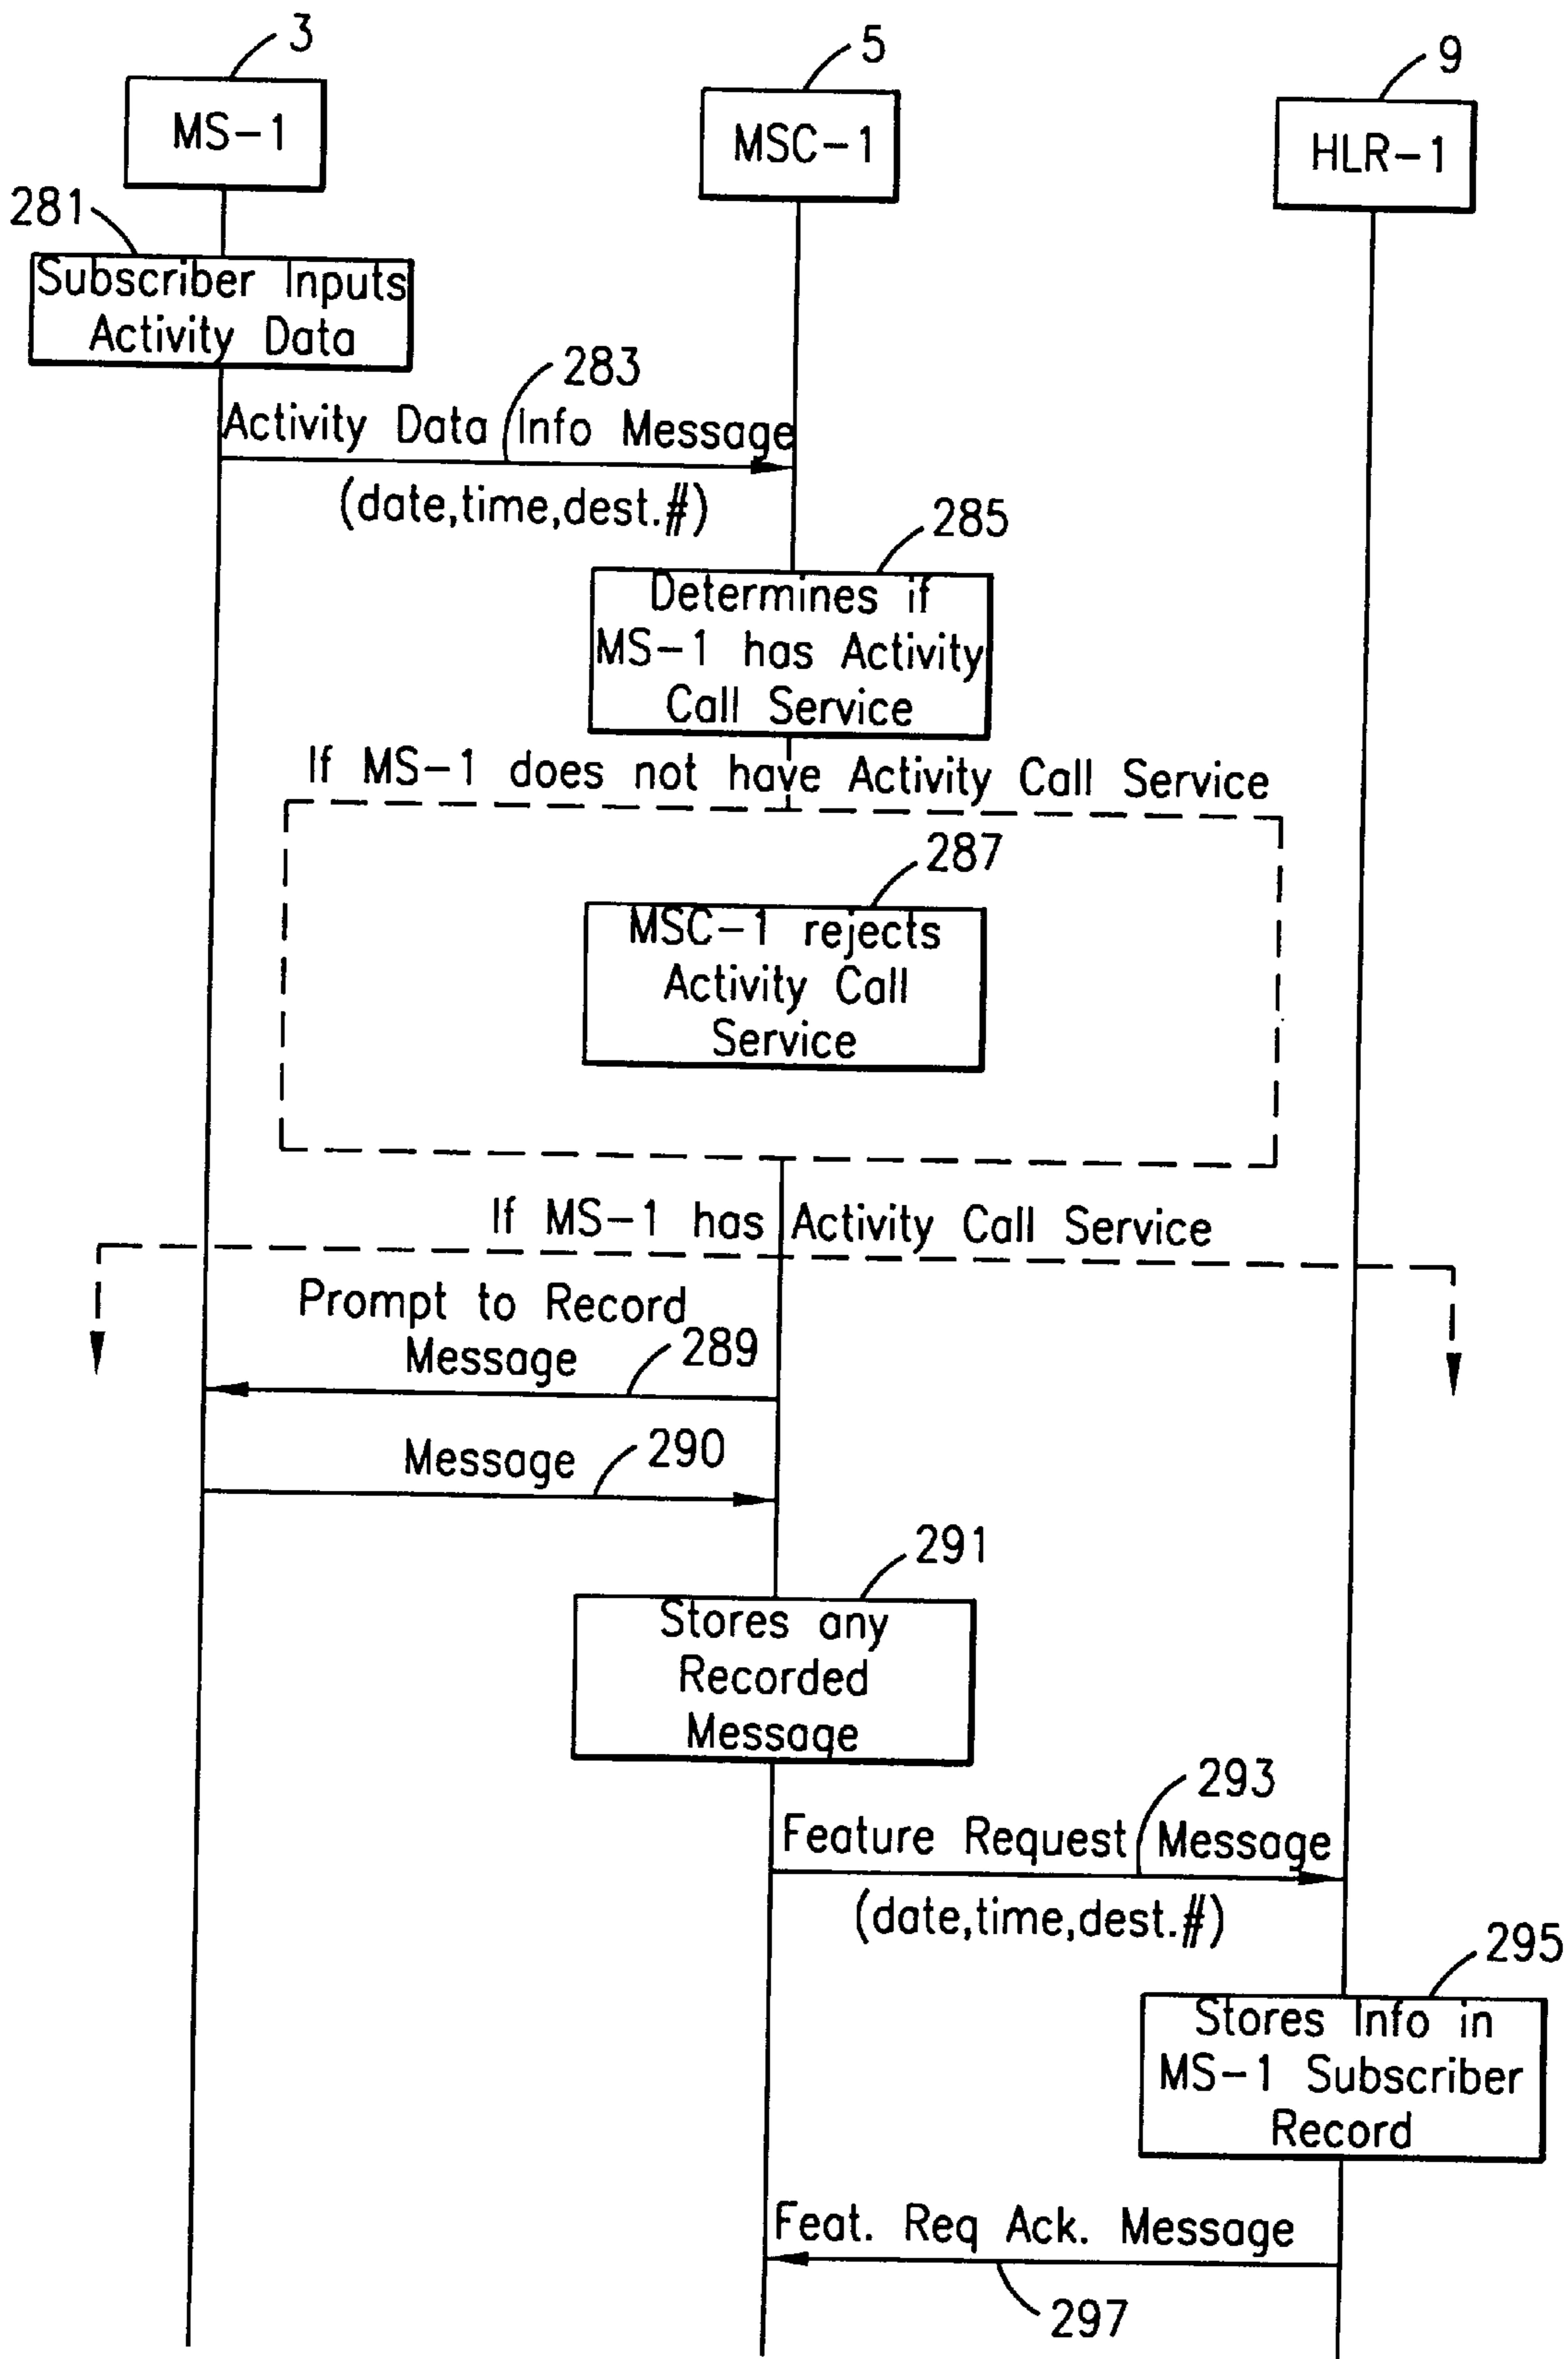 3
5
9
MS-1
MSC-1
HLR-1
281
Subscriber Inputs
Activity Data
283
Activity Data Info Message
(date,time,dest.#)
285
Determines if
MS-1 has Activity
Call Service
If MS-1 does not have Activity Call Service
287
MSC-1 rejects
Activity Call
Service
If MS-1 has Activity Call Service
Prompt to Record
Message
289
Message
290
291
Stores any
Recorded
Message
293
Feature Request Message
(date,time,dest.#)
295
Stores Info in
MS-1 Subscriber
Record
Feat. Req Ack. Message
297